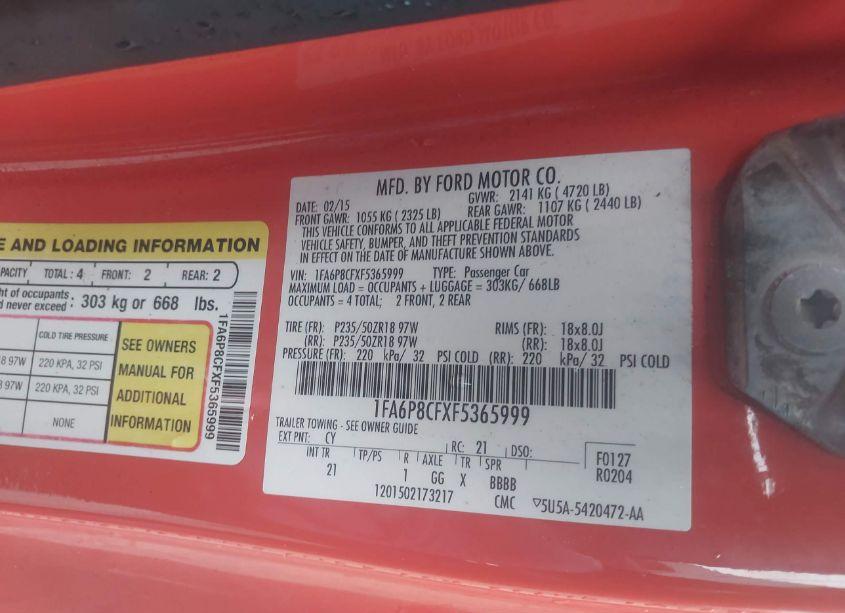 MFD. BY FORD MOTOR CO.
DATE: 02/15 GVWR: 2141 KG ( 4720 LB)
FRONT GAWR: 1055 KG ( 2325 LB) REAR GAWR: 1107 KG ( 2440 LB)
THIS VEHICLE CONFORMS TO ALL APPLICABLE FEDERAL MOTOR
VEHICLE SAFETY, BUMPER, AND THEFT PREVENTION STANDARDS
IN EFFECT ON THE DATE OF MANUFACTURE SHOWN ABOVE.
VIN: 1FA6P8CFXF5365999 TYPE: Passenger Car
MAXIMUM LOAD = OCCUPANTS + LUGGAGE = 303KG/ 668LB
OCCUPANTS = 4 TOTAL; 2 FRONT, 2 REAR
TIRE (FR): P235/50ZR18 97W RIMS (FR): 18x8.0J
(RR): P235/50ZR18 97W (RR): 18x8.0J
PRESSURE (FR): 220 kPa/ 32 PSI COLD (RR): 220 kPa/ 32 PSI COLD
1FA6P8CFXF5365999
TRAILER TOWING - SEE OWNER GUIDE
EXT PNT: CY RC: 21 DSO:
INT TR TP/PS R AXLE TR SPR
21 1 GG X BBBB
F0127
R0204
1201502173217 CMC ▽5U5A-5420472-AA
E AND LOADING INFORMATION
PACITY TOTAL: 4 FRONT: 2 REAR: 2
ht of occupants: 303 kg or 668 lbs.
d never exceed:
COLD TIRE PRESSURE
8 97W 220 KPA, 32 PSI
97W 220 KPA, 32 PSI
NONE
SEE OWNERS
MANUAL FOR
ADDITIONAL
INFORMATION
1FA6P8CFXF5365999